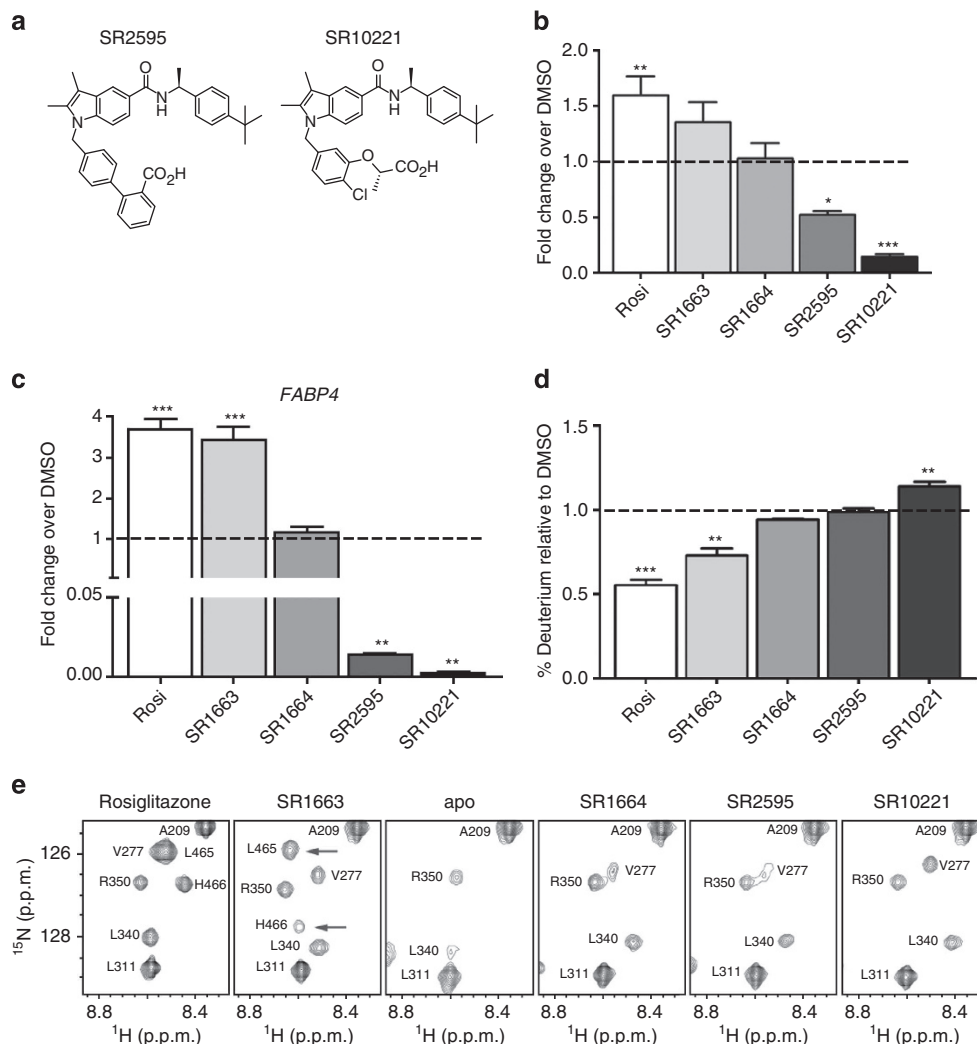 a
SR2595
SR10221
O
N
H
N
CO2H
O
N
H
N
O
CO2H
Cl
b
Fold change over DMSO
2.0
1.5
1.0
0.5
0.0
**
*
***
Rosi
SR1663
SR1664
SR2595
SR10221
c
FABP4
Fold change over DMSO
4
3
2
1
0.05
0.00
***
***
**
**
Rosi
SR1663
SR1664
SR2595
SR10221
d
% Deuterium relative to DMSO
1.5
1.0
0.5
0.0
***
**
**
Rosi
SR1663
SR1664
SR2595
SR10221
e
Rosiglitazone
SR1663
apo
SR1664
SR2595
SR10221
15N (p.p.m.)
126
128
A209
V277
L465
R350
H466
L340
L311
A209
L465
V277
R350
H466
L340
L311
A209
R350
L340
L311
A209
V277
R350
L340
L311
A209
V277
R350
L340
L311
A209
V277
R350
L340
L311
8.8 8.4
8.8 8.4
8.8 8.4
8.8 8.4
8.8 8.4
8.8 8.4
1H (p.p.m.)
1H (p.p.m.)
1H (p.p.m.)
1H (p.p.m.)
1H (p.p.m.)
1H (p.p.m.)